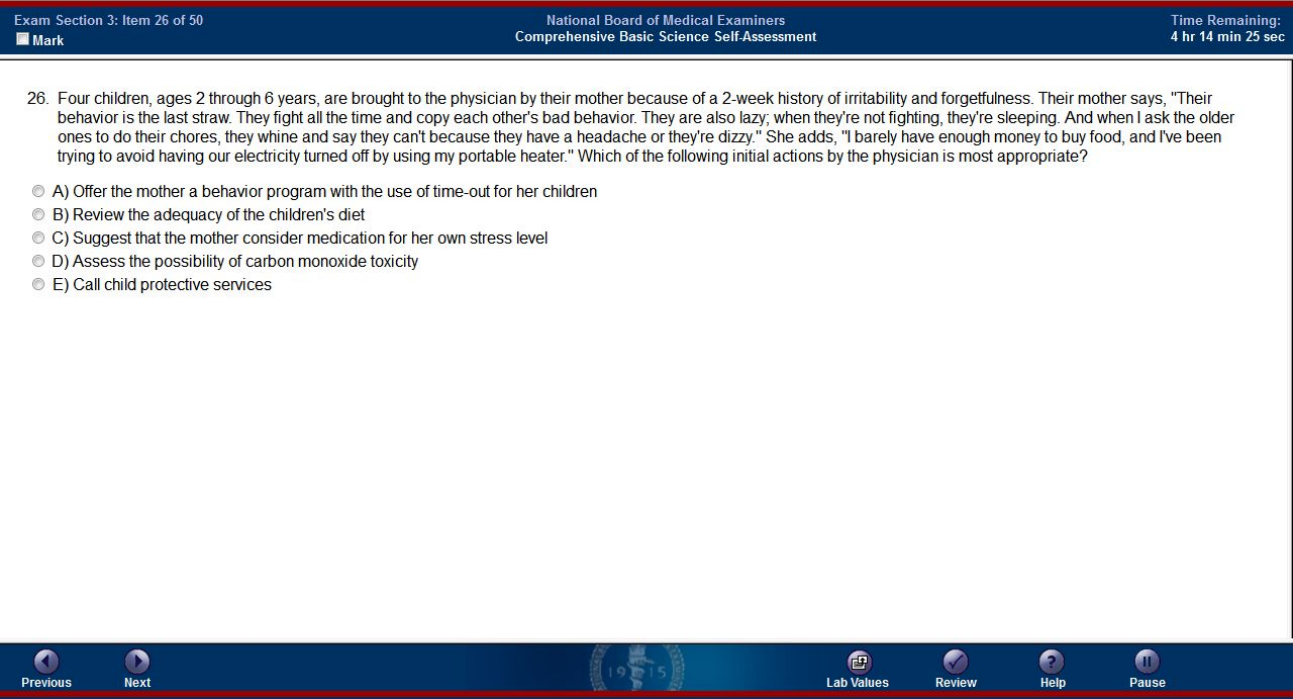 Exam Section 3: Item 26 of 50
National Board of Medical Examiners
Time Remaining:
Mark
Comprehensive Basic Science Self-Assessment
4 hr 14 min 25 sec
26. Four children, ages 2 through 6 years, are brought to the physician by their mother because of a 2-week history of irritability and forgetfulness. Their mother says, "Their
behavior is the last straw. They fight all the time and copy each other's bad behavior. They are also lazy; when they're not fighting, they're sleeping. And when I ask the older
ones to do their chores, they whine and say they can't because they have a headache or they're dizzy." She adds, "I barely have enough money to buy food, and I've been
trying to avoid having our electricity turned off by using my portable heater." Which of the following initial actions by the physician is most appropriate?
A) Offer the mother a behavior program with the use of time-out for her children
B) Review the adequacy of the children's diet
C) Suggest that the mother consider medication for her own stress level
D) Assess the possibility of carbon monoxide toxicity
E) Call child protective services
1915
Previous
Next
Lab Values
Review
Help
Pause